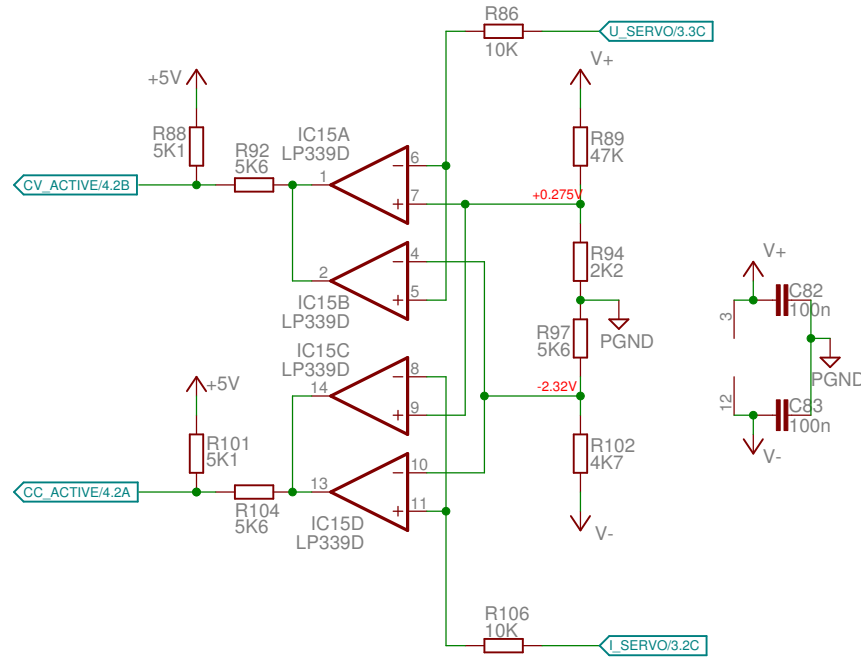 R86
10K
U_SERVO/3.3C
V+
+5V
R88
5K1
R92
5K6
IC15A
LP339D
R89
47K
CV_ACTIVE/4.2B
1
6
7
+0.275V
2
4
5
IC15B
LP339D
R94
2K2
V+
C82
100n
3
PGND
R97
5K6
IC15C
LP339D
PGND
+5V
14
8
9
-2.32V
12
C83
100n
V-
R101
5K1
R102
4K7
CC_ACTIVE/4.2A
R104
5K6
13
10
11
IC15D
LP339D
V-
R106
10K
I_SERVO/3.2C